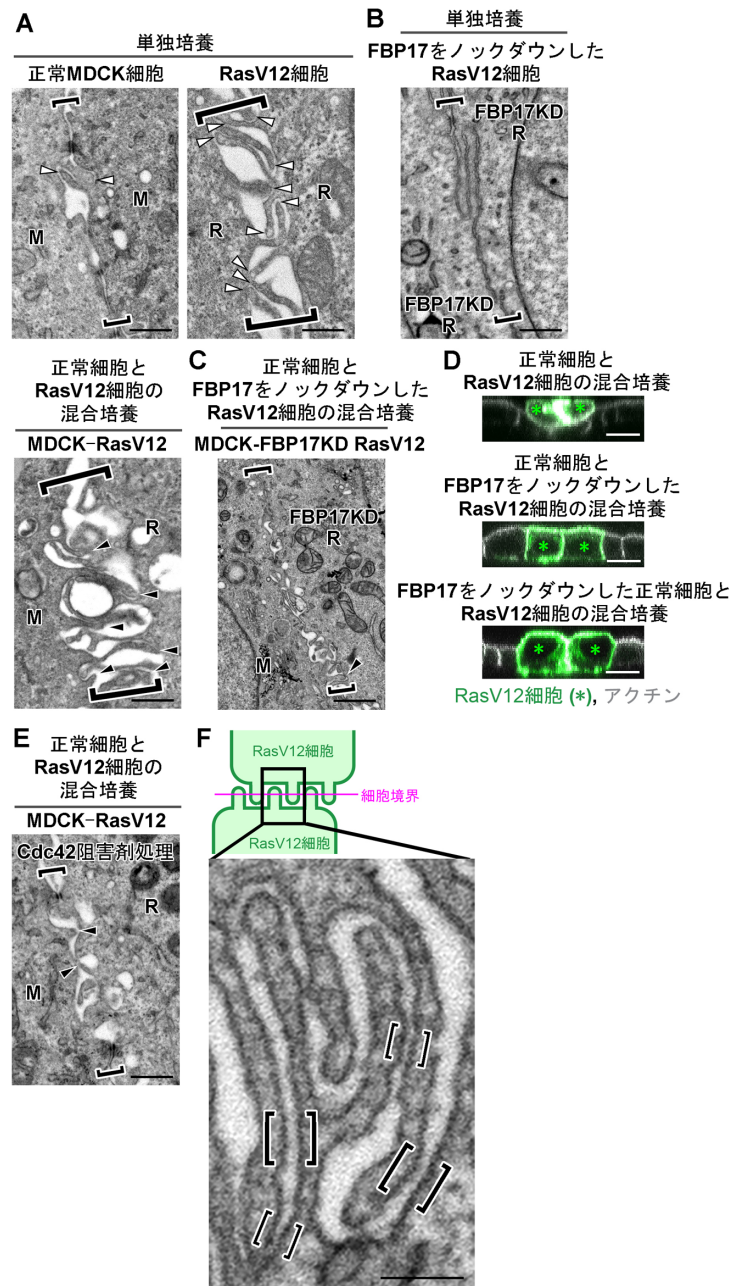 A
単独培養
正常MDCK細胞
RasV12細胞
M
M
R
R
B
単独培養
FBP17をノックダウンした
RasV12細胞
FBP17KD
R
FBP17KD
R
正常細胞と
RasV12細胞の
混合培養
MDCK−RasV12
R
M
C
正常細胞と
FBP17をノックダウンした
RasV12細胞の混合培養
MDCK-FBP17KD RasV12
FBP17KD
R
M
D
正常細胞と
RasV12細胞の混合培養
* *
正常細胞と
FBP17をノックダウンした
RasV12細胞の混合培養
* *
FBP17をノックダウンした正常細胞と
RasV12細胞の混合培養
* *
RasV12細胞 (*), アクチン
E
正常細胞と
RasV12細胞の
混合培養
MDCK−RasV12
Cdc42阻害剤処理
R
M
F
RasV12細胞
細胞境界
RasV12細胞